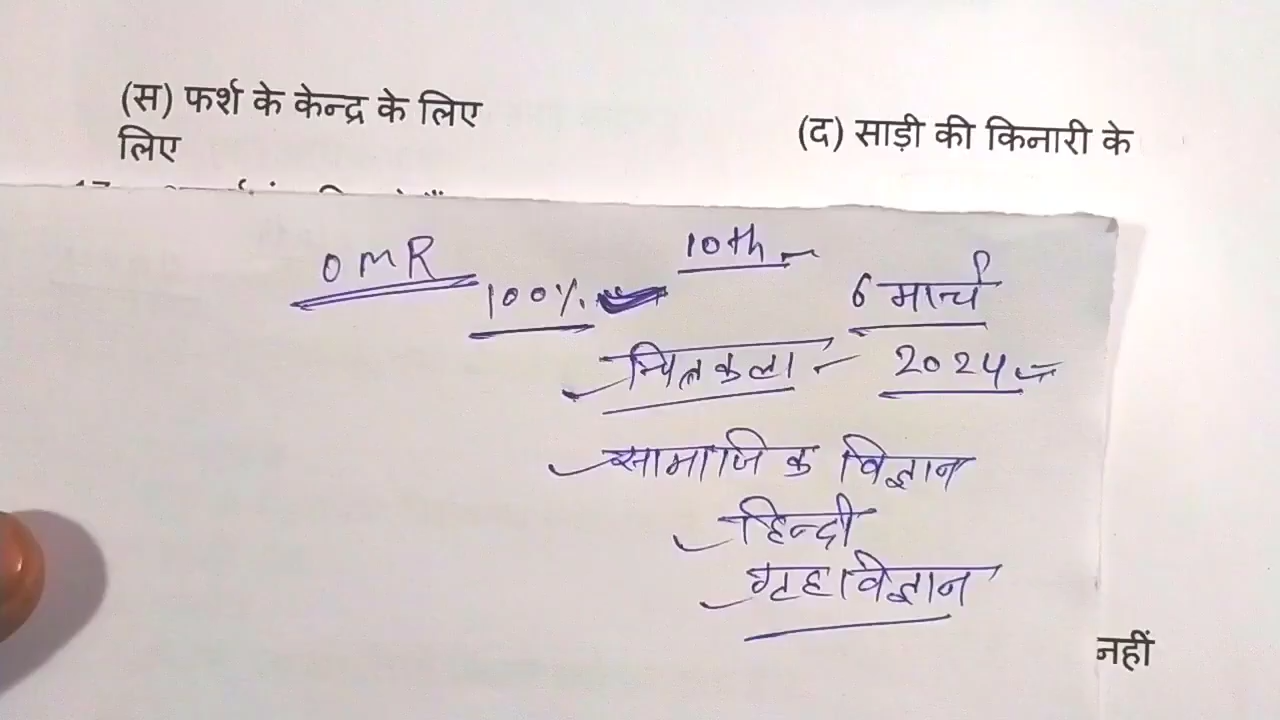 (स) फर्श के केन्द्र के लिए
(द) साड़ी की किनारी के
लिए
OMR
10th
100%
6 मार्च
चित्रकला - 2024
सामाजिक विज्ञान
हिन्दी
गृहविज्ञान
नहीं